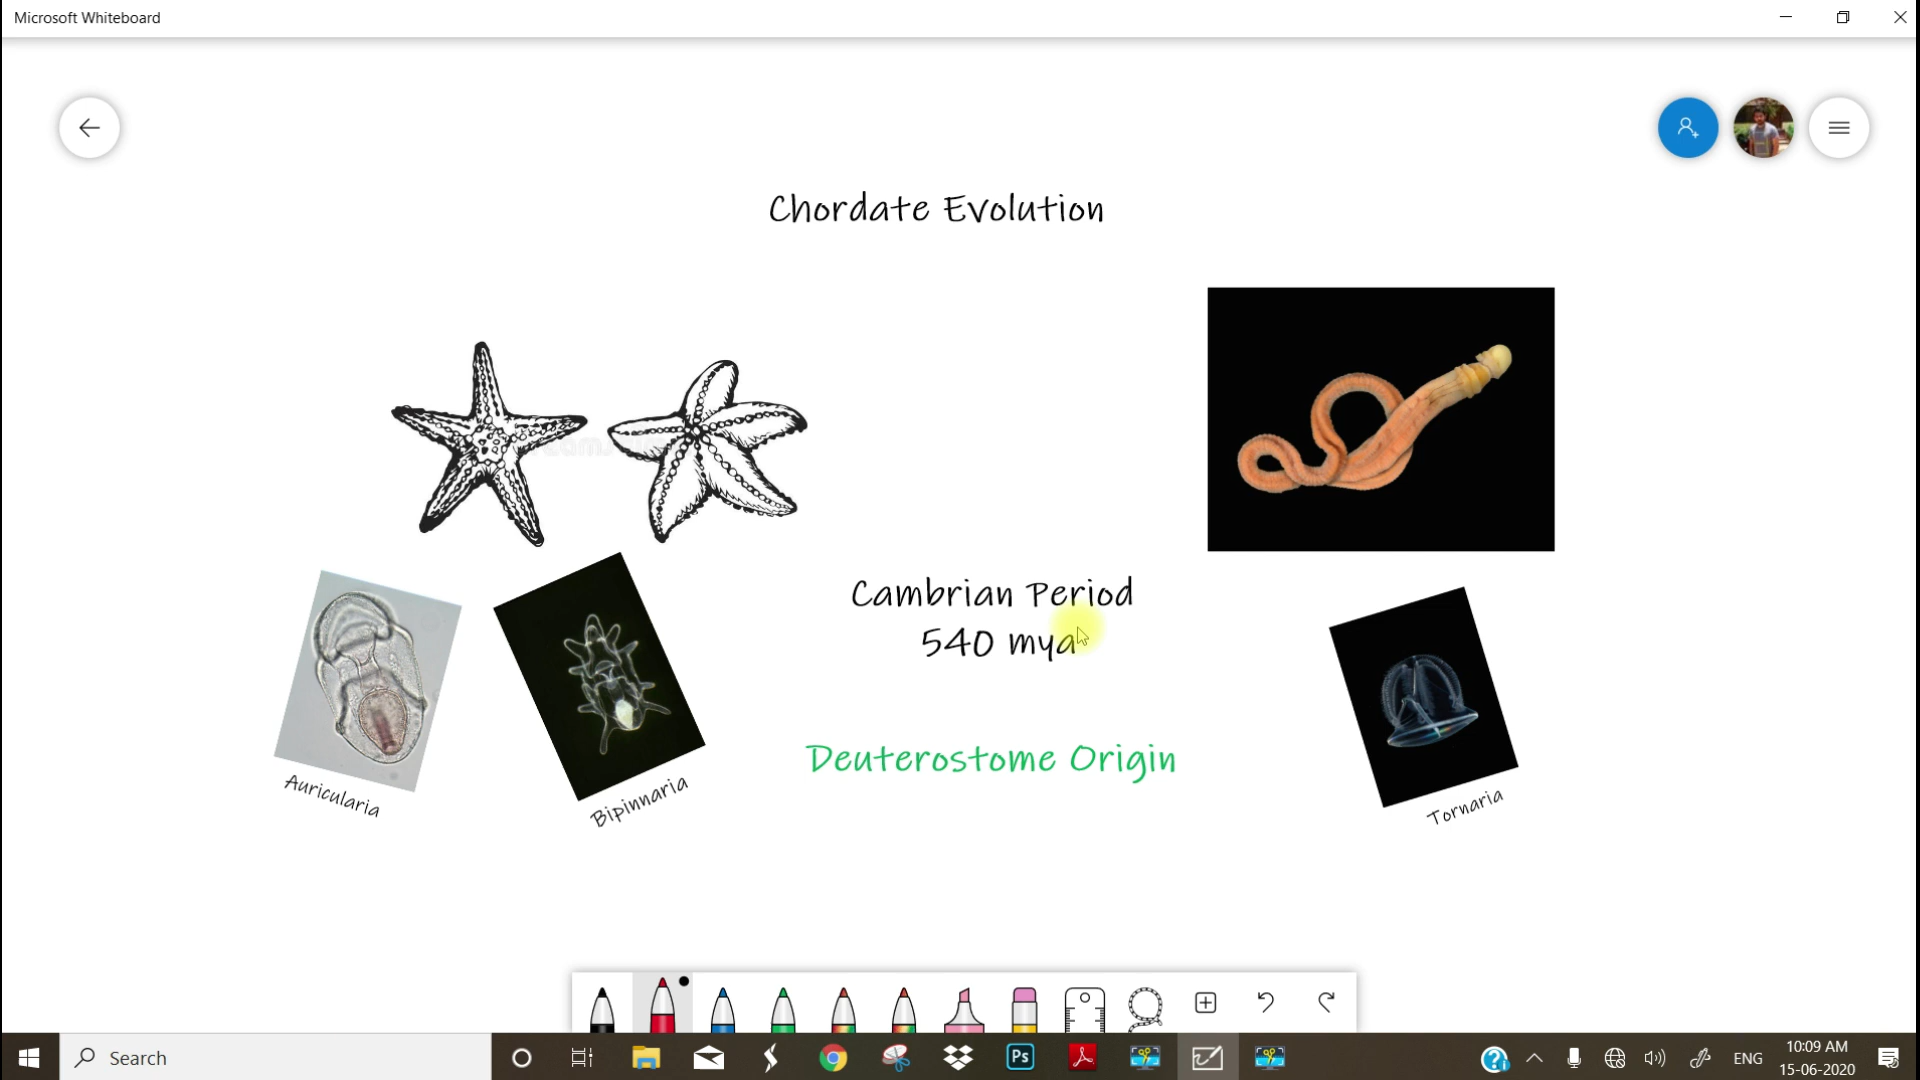 Microsoft Whiteboard
Chordate Evolution
Cambrian Period
540 mya
Deuterostome Origin
Auricularia
Bipinnaria
Tornaria
Search
Ps
ENG
10:09 AM
15-06-2020